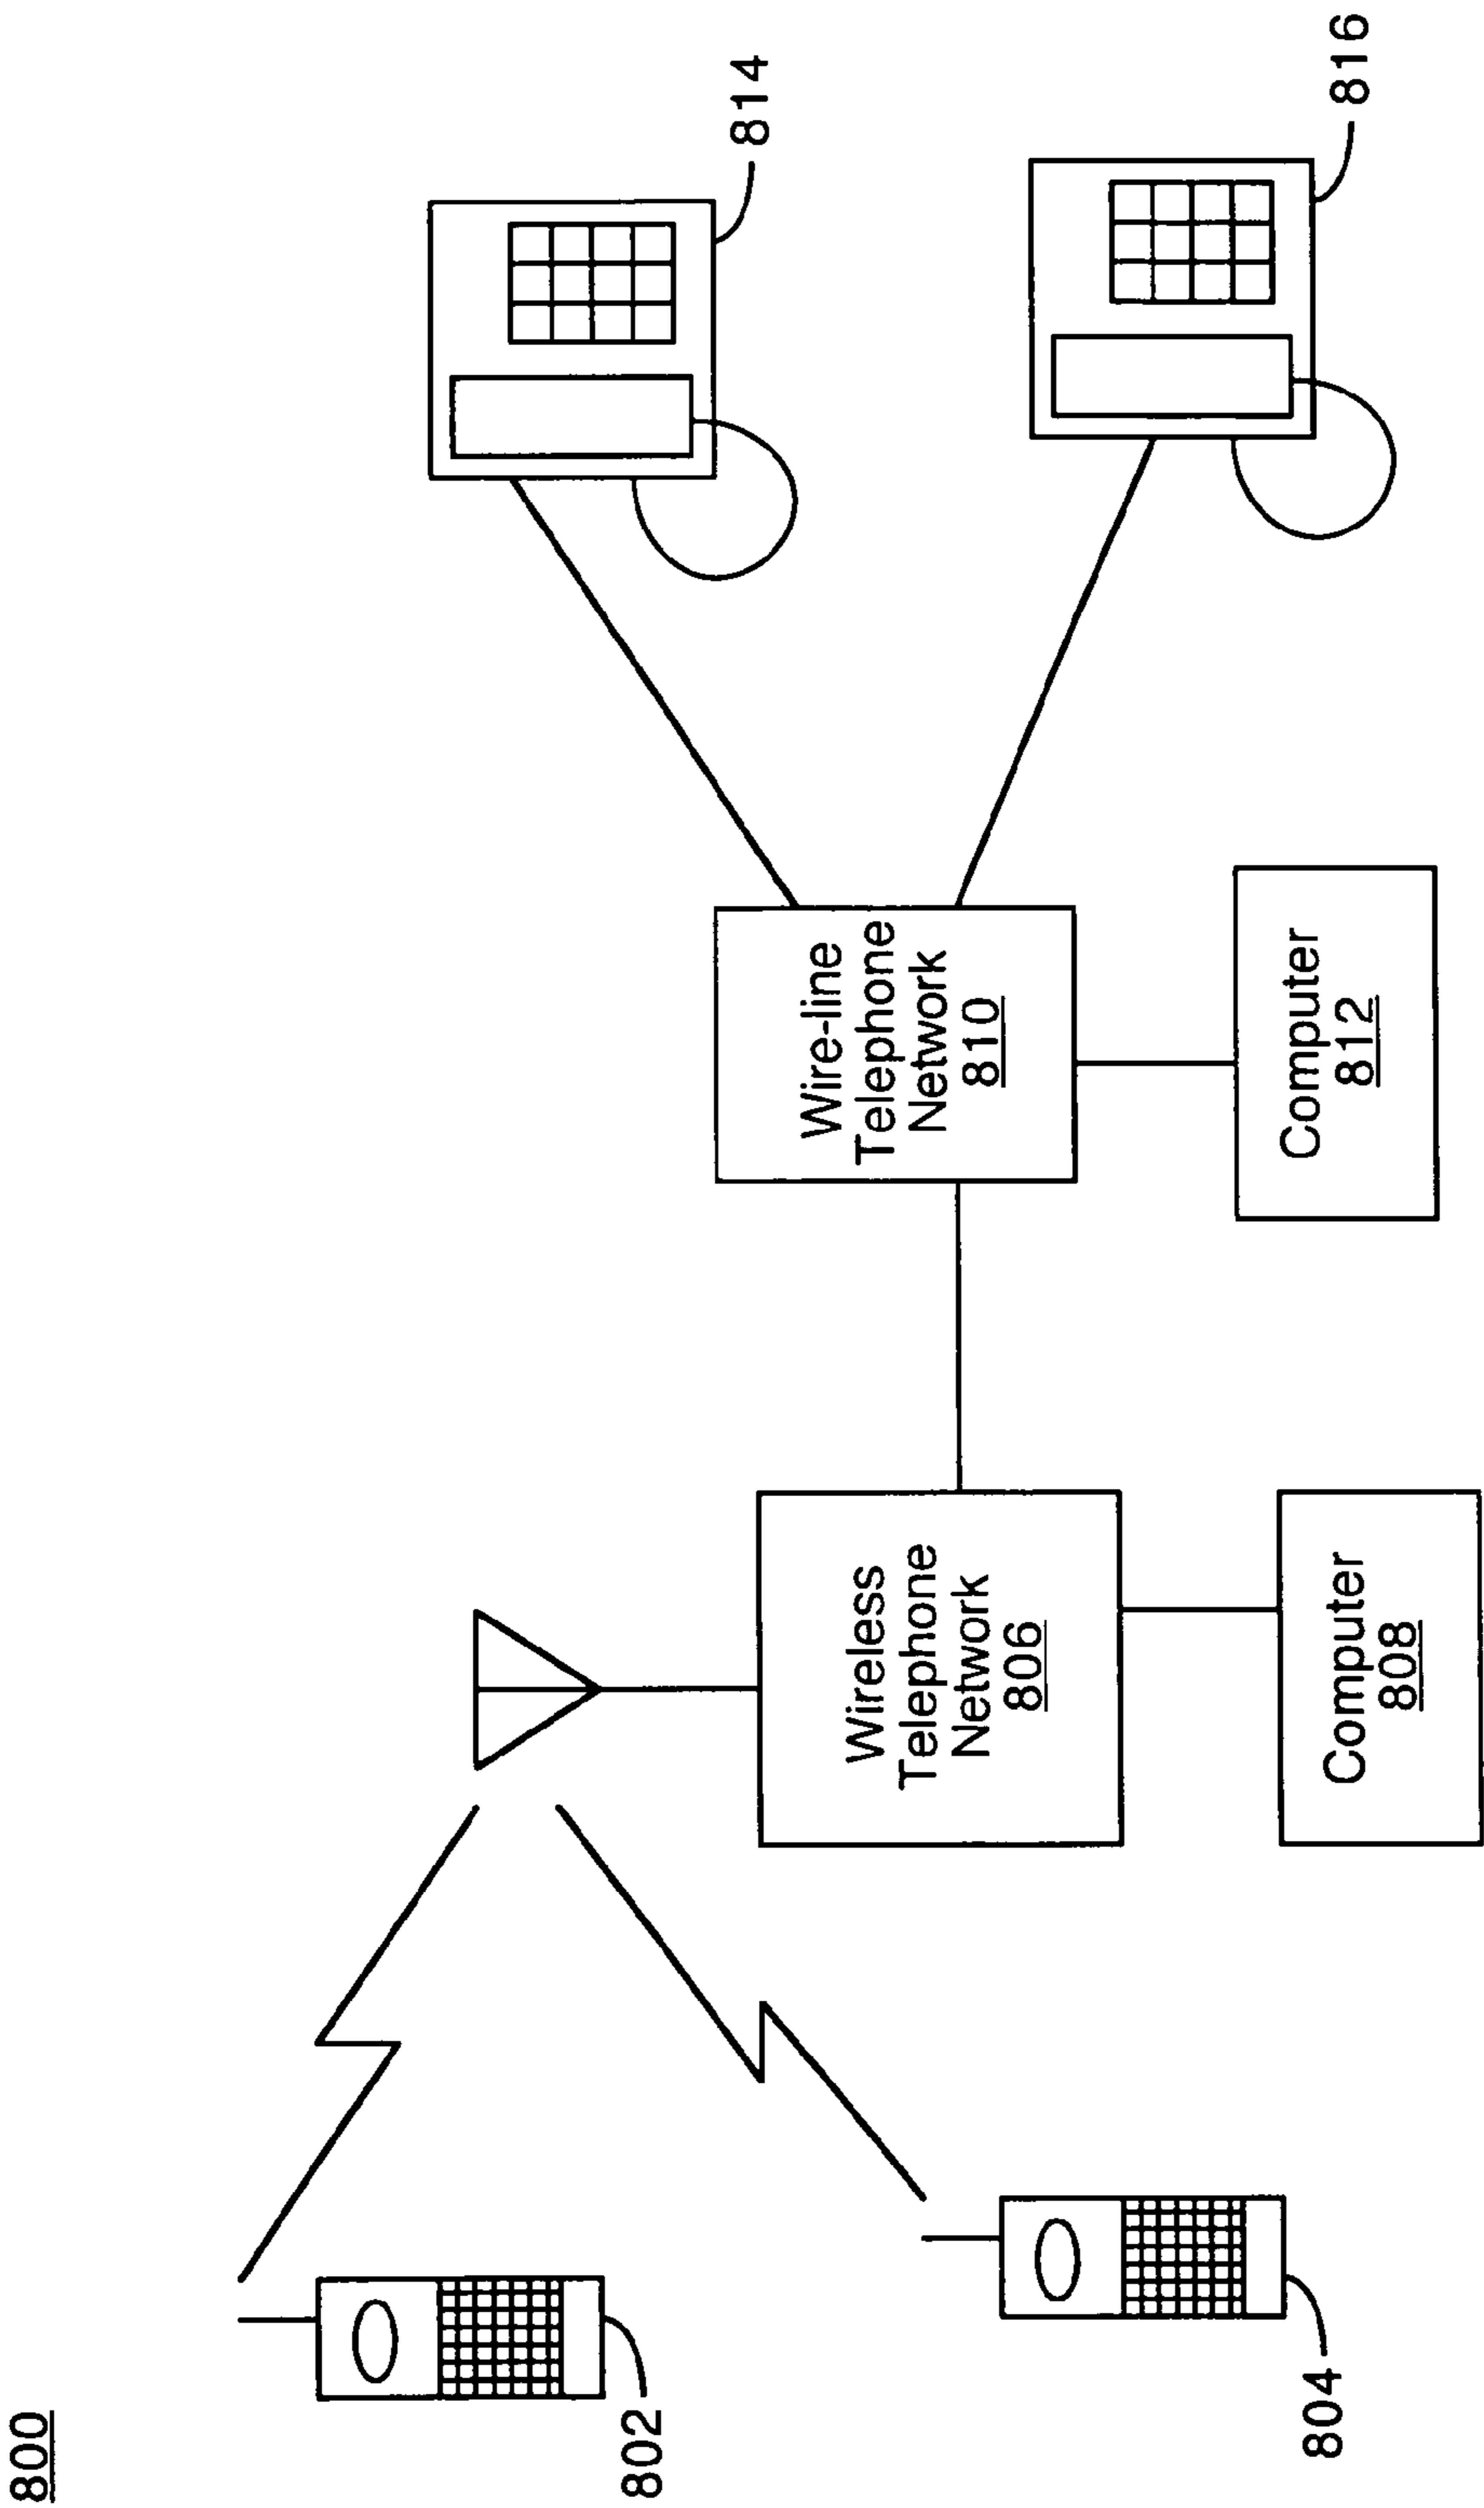 800
802
804
Wireless
Telephone
Network
806
Computer
808
Wire-line
Telephone
Network
810
Computer
812
814
816